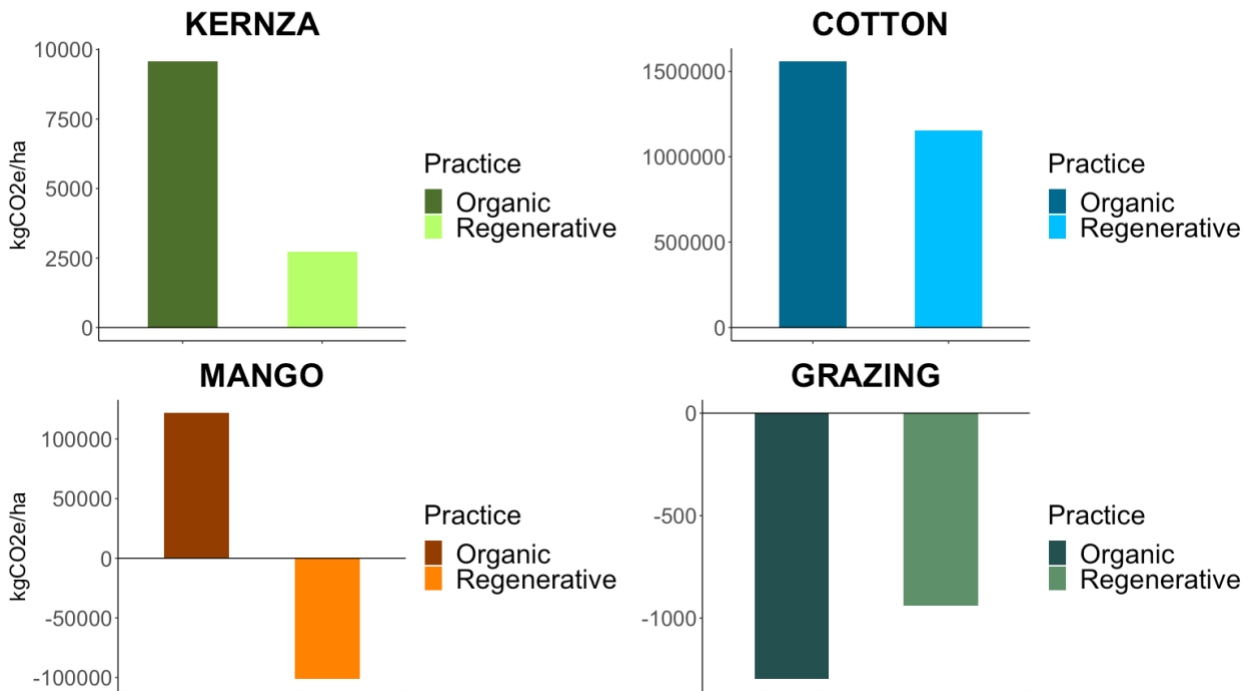 KERNZA
10000
7500
5000
2500
0
kgCO2e/ha
Practice
Organic
Regenerative
COTTON
1500000
1000000
500000
0
Practice
Organic
Regenerative
MANGO
100000
50000
0
-50000
-100000
kgCO2e/ha
Practice
Organic
Regenerative
GRAZING
0
-500
-1000
Practice
Organic
Regenerative